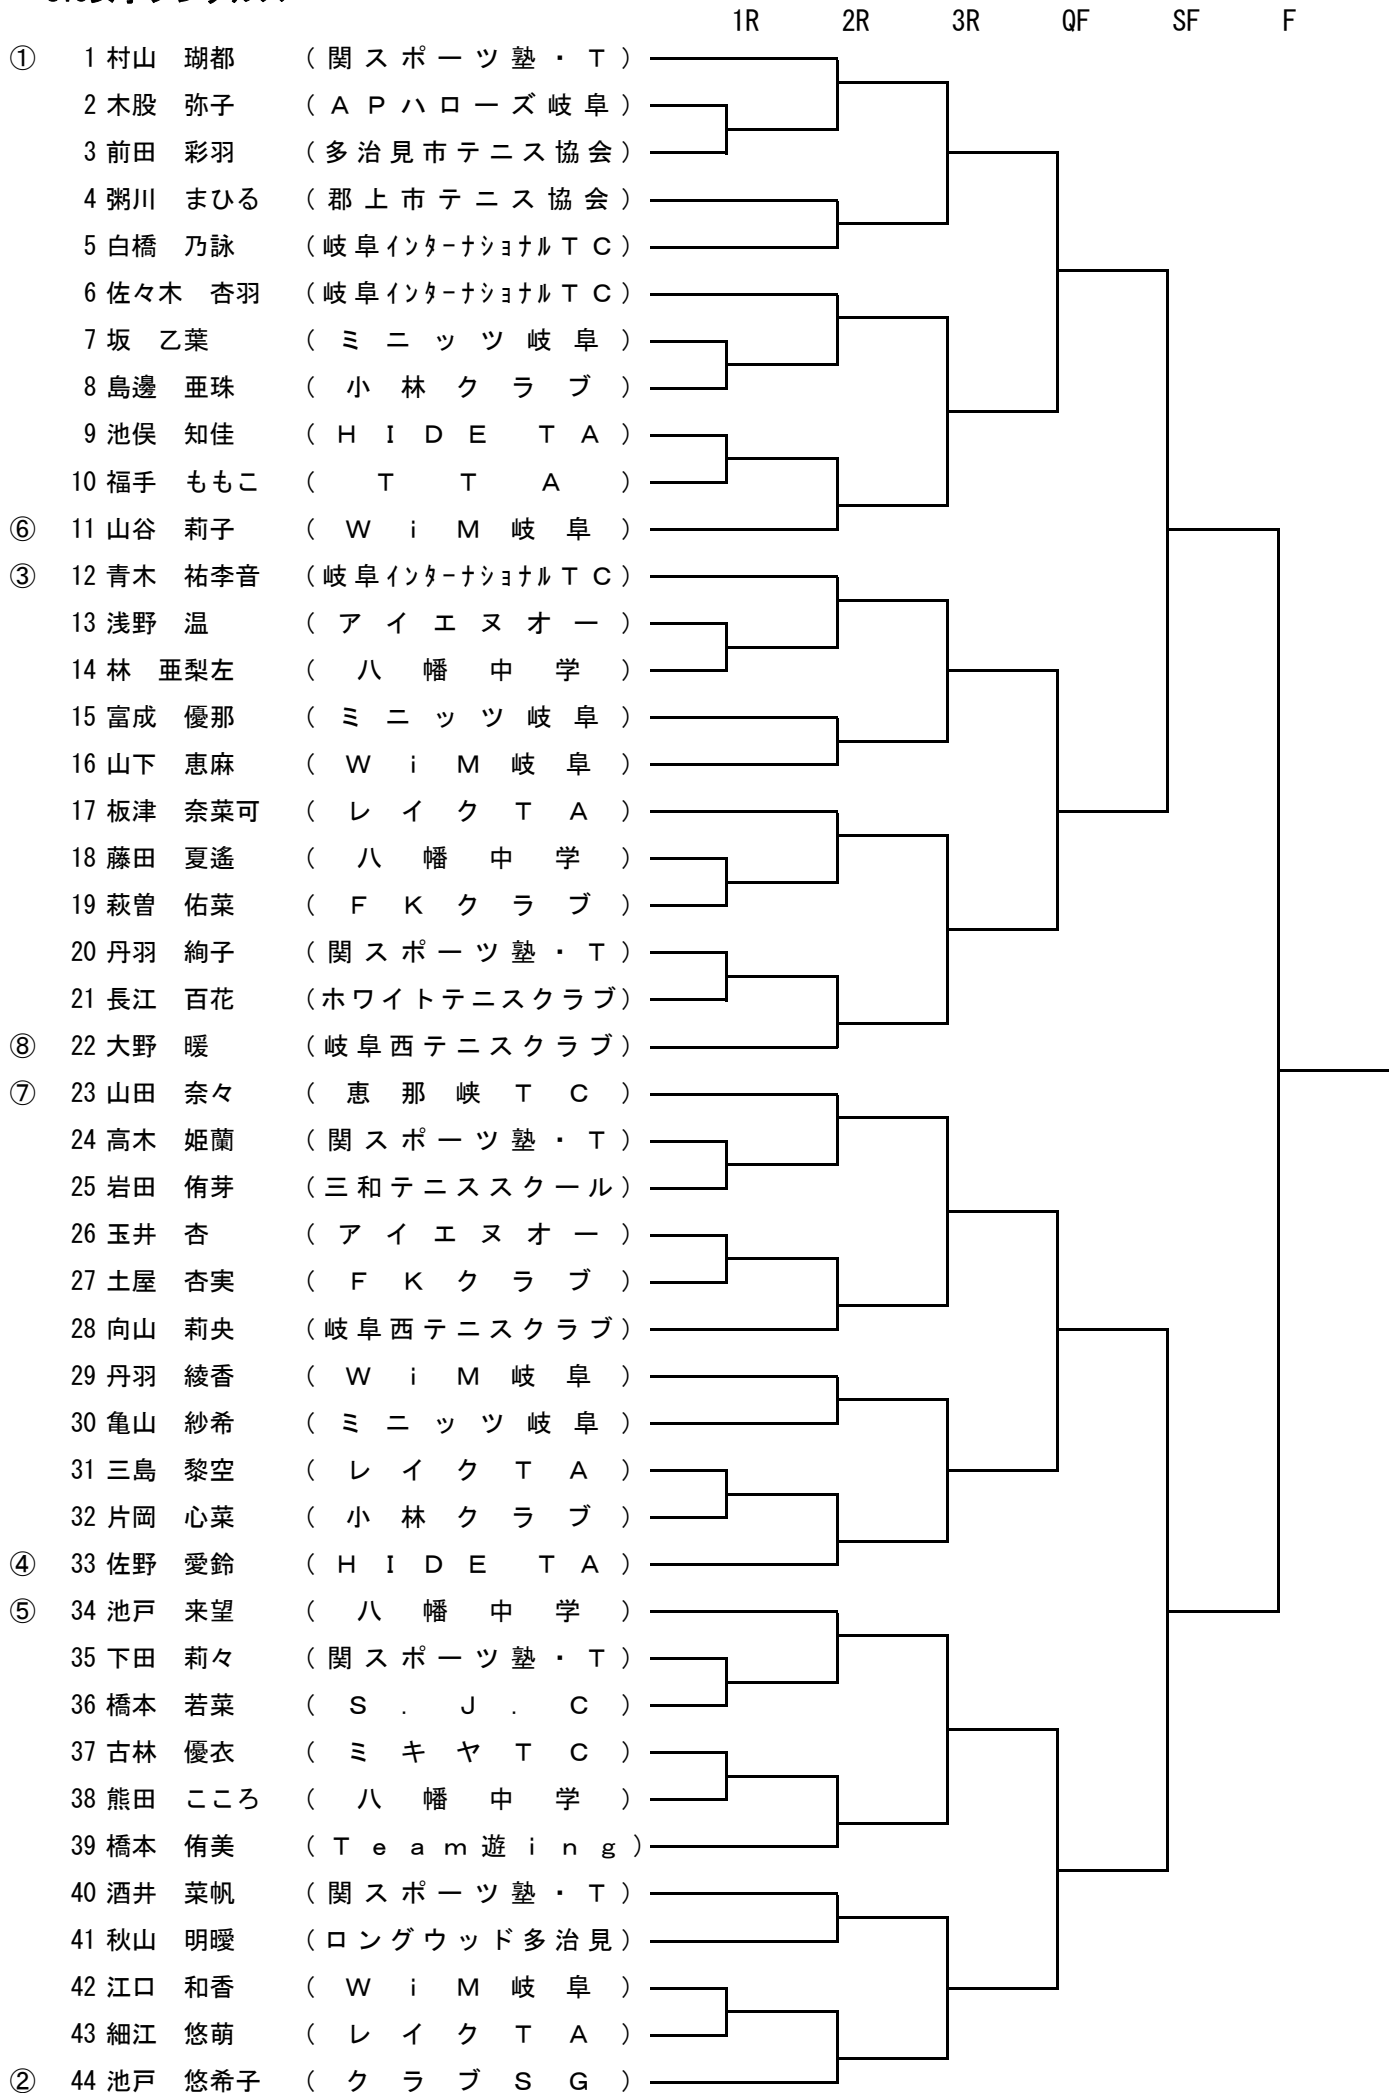 1R 2R 3R QF SF F
① 1 村山 瑚都 (関スポーツ塾・T)
2 木股 弥子 (APハローズ岐阜)
3 前田 彩羽 (多治見市テニス協会)
4 粥川 まひる (郡上市テニス協会)
5 白橋 乃詠 (岐阜ｲﾝﾀｰﾅｼｮﾅﾙTC)
6 佐々木 杏羽 (岐阜ｲﾝﾀｰﾅｼｮﾅﾙTC)
7 坂 乙葉 (ミニッツ岐阜)
8 島邊 亜珠 (小林クラブ)
9 池俣 知佳 (HIDE TA)
10 福手 ももこ (TTA)
⑥ 11 山谷 莉子 (WiM岐阜)
③ 12 青木 祐李音 (岐阜ｲﾝﾀｰﾅｼｮﾅﾙTC)
13 浅野 温 (アイエヌオー)
14 林 亜梨左 (八幡中学)
15 富成 優那 (ミニッツ岐阜)
16 山下 恵麻 (WiM岐阜)
17 板津 奈菜可 (レイクTA)
18 藤田 夏遙 (八幡中学)
19 萩曽 佑菜 (FKクラブ)
20 丹羽 絢子 (関スポーツ塾・T)
21 長江 百花 (ホワイトテニスクラブ)
⑧ 22 大野 暖 (岐阜西テニスクラブ)
⑦ 23 山田 奈々 (恵那峡TC)
24 高木 姫蘭 (関スポーツ塾・T)
25 岩田 侑芽 (三和テニススクール)
26 玉井 杏 (アイエヌオー)
27 土屋 杏実 (FKクラブ)
28 向山 莉央 (岐阜西テニスクラブ)
29 丹羽 綾香 (WiM岐阜)
30 亀山 紗希 (ミニッツ岐阜)
31 三島 黎空 (レイクTA)
32 片岡 心菜 (小林クラブ)
④ 33 佐野 愛鈴 (HIDE TA)
⑤ 34 池戸 来望 (八幡中学)
35 下田 莉々 (関スポーツ塾・T)
36 橋本 若菜 (S.J.C)
37 古林 優衣 (ミキヤTC)
38 熊田 こころ (八幡中学)
39 橋本 侑美 (Team遊ing)
40 酒井 菜帆 (関スポーツ塾・T)
41 秋山 明曖 (ロングウッド多治見)
42 江口 和香 (WiM岐阜)
43 細江 悠萌 (レイクTA)
② 44 池戸 悠希子 (クラブSG)